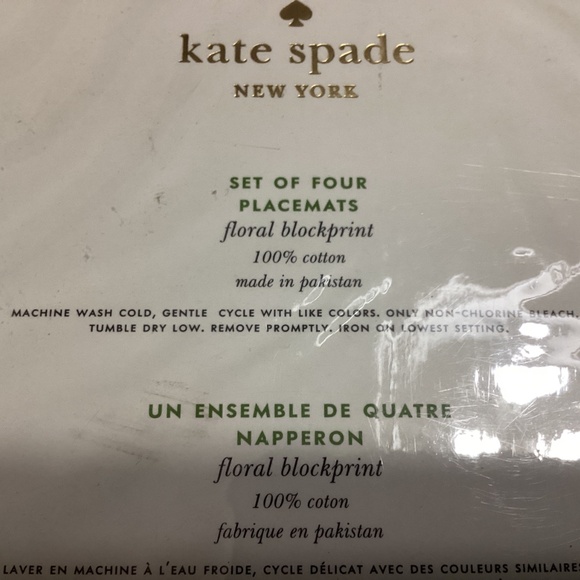 kate spade
NEW YORK
SET OF FOUR
PLACEMATS
floral blockprint
100% cotton
made in pakistan
MACHINE WASH COLD, GENTLE CYCLE WITH LIKE COLORS. ONLY NON-CHLORINE BLEACH.
TUMBLE DRY LOW. REMOVE PROMPTLY. IRON ON LOWEST SETTING.
UN ENSEMBLE DE QUATRE
NAPPERON
floral blockprint
100% coton
fabrique en pakistan
LAVER EN MACHINE À L'EAU FROIDE, CYCLE DÉLICAT AVEC DES COULEURS SIMILAIRES